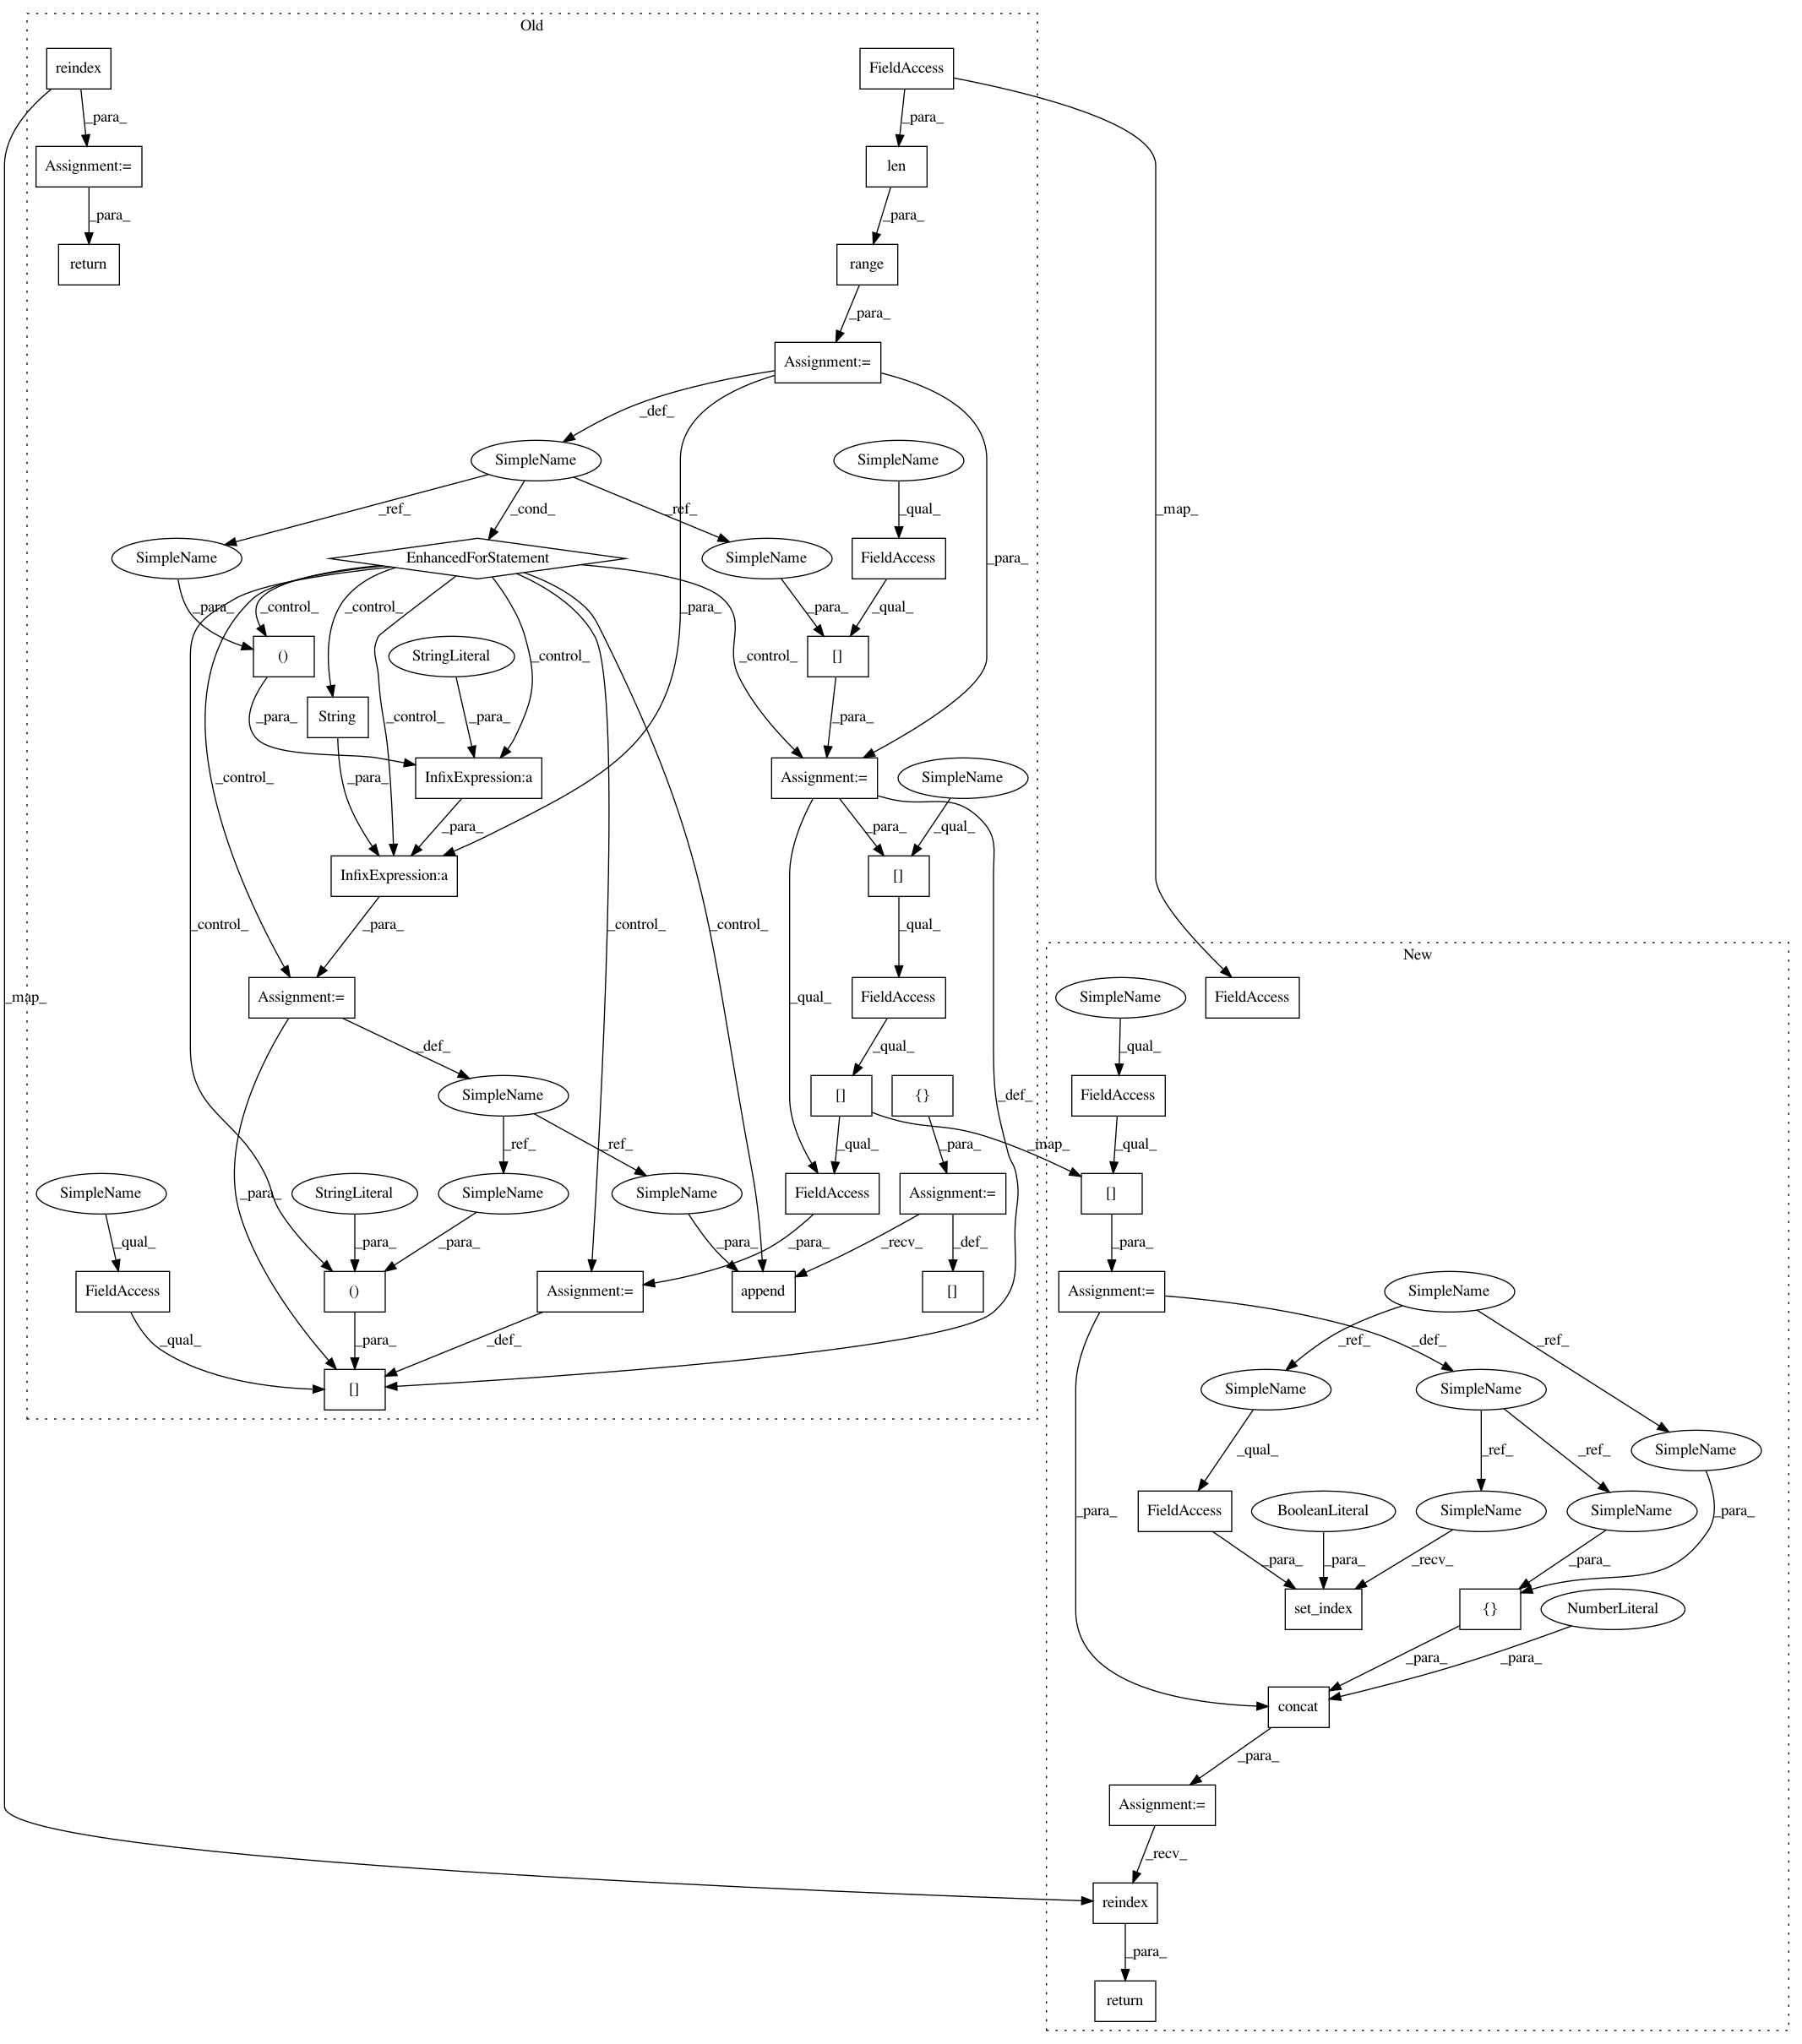 Old
reindex
FieldAccess
_para_
_para_
Assignment:=
len
_para_
_para_
return
range
_para_
_map_
Assignment:=
_def_
SimpleName
SimpleName
_ref_
_cond_
_ref_
_qual_
_para_
SimpleName
EnhancedForStatement
SimpleName
FieldAccess
_para_
_control_
_control_
_para_
_para_
_qual_
()
StringLiteral
_control_
_control_
[]
_para_
String
_control_
_para_
_para_
_control_
_para_
InfixExpression:a
Assignment:=
SimpleName
_para_
_para_
_qual_
InfixExpression:a
[]
_control_
_para_
_control_
_control_
_qual_
New
_map_
Assignment:=
_qual_
FieldAccess
SimpleName
FieldAccess
_def_
_qual_
_qual_
SimpleName
[]
{}
_def_
FieldAccess
_ref_
_ref_
_qual_
_para_
_map_
_qual_
SimpleName
_para_
StringLiteral
SimpleName
SimpleName
FieldAccess
Assignment:=
[]
_qual_
_para_
_para_
_para_
_para_
_recv_
_def_
_para_
FieldAccess
()
Assignment:=
append
[]
Assignment:=
SimpleName
_qual_
_para_
_def_
_ref_
_def_
_ref_
[]
SimpleName
SimpleName
_qual_
_ref_
_ref_
SimpleName
_para_
FieldAccess
BooleanLiteral
SimpleName
SimpleName
_para_
_para_
_para_
_recv_
_para_
set_index
{}
NumberLiteral
_para_
_para_
concat
_para_
Assignment:=
_recv_
reindex
_para_
return